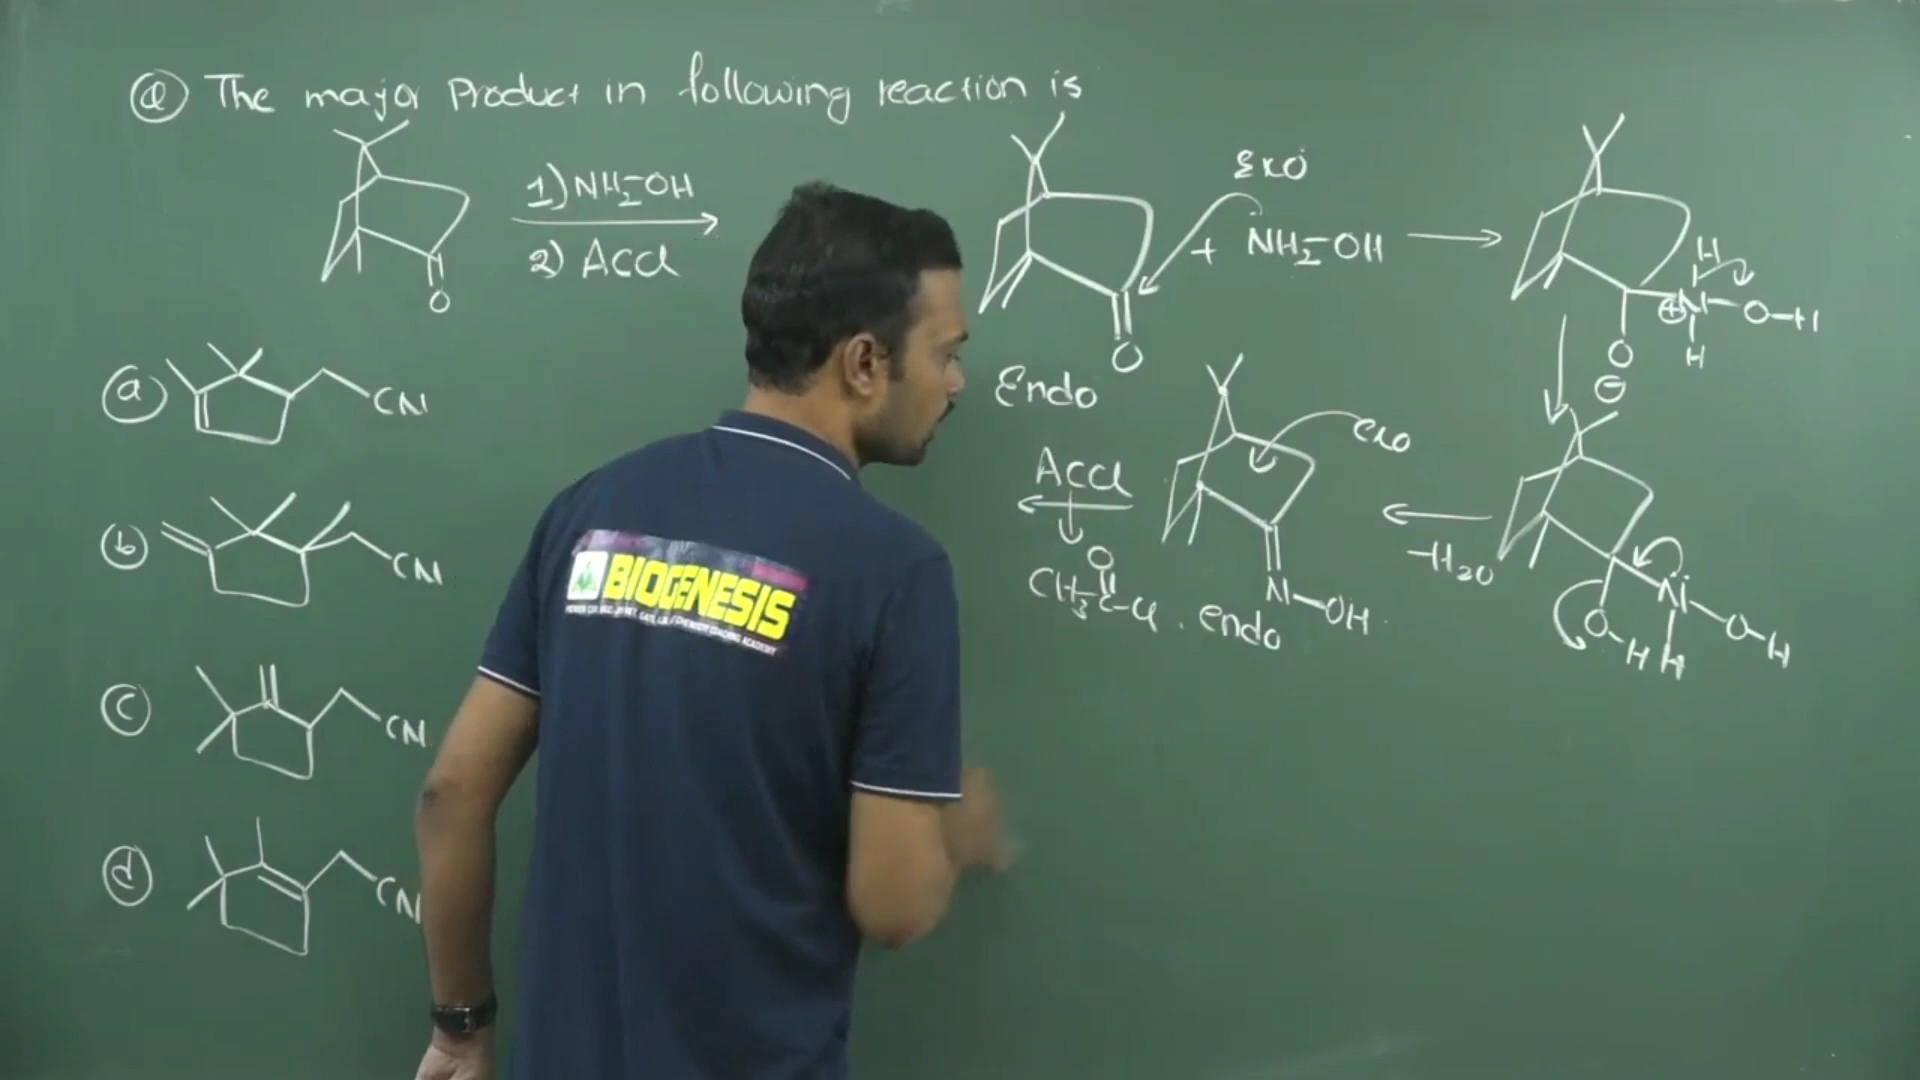 Q The major Product in following reaction is
1) NH2-OH
2) AcCl
O
a CN
b CN
c CN
d CN
Exo
+ NH2-OH
O
Endo
H
N-O-H
H
O
⊕
⊖
AcCl
O
CH3-C-Cl
exo
N-OH
endo
-H2O
N
O-H
O-H
H
BIOGENESIS